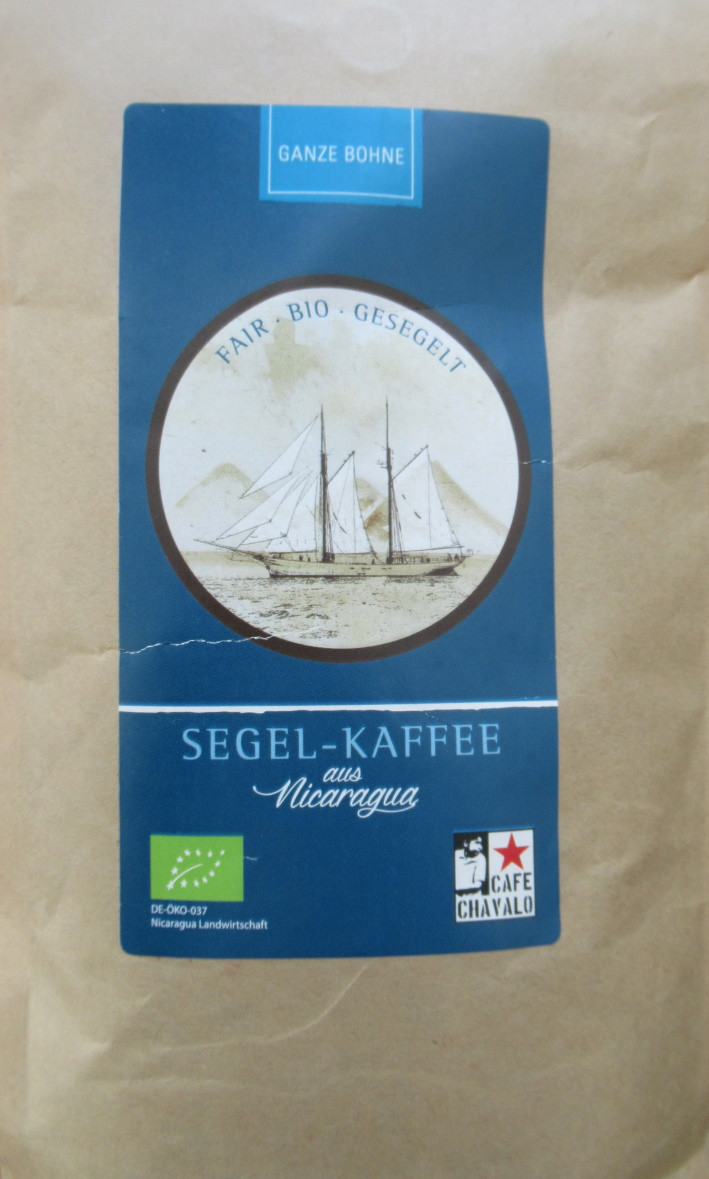 GANZE BOHNE
FAIR · BIO · GESEGELT
SEGEL-KAFFEE
aus
Nicaragua
DE-ÖKO-037
Nicaragua Landwirtschaft
CAFE
CHAVALO